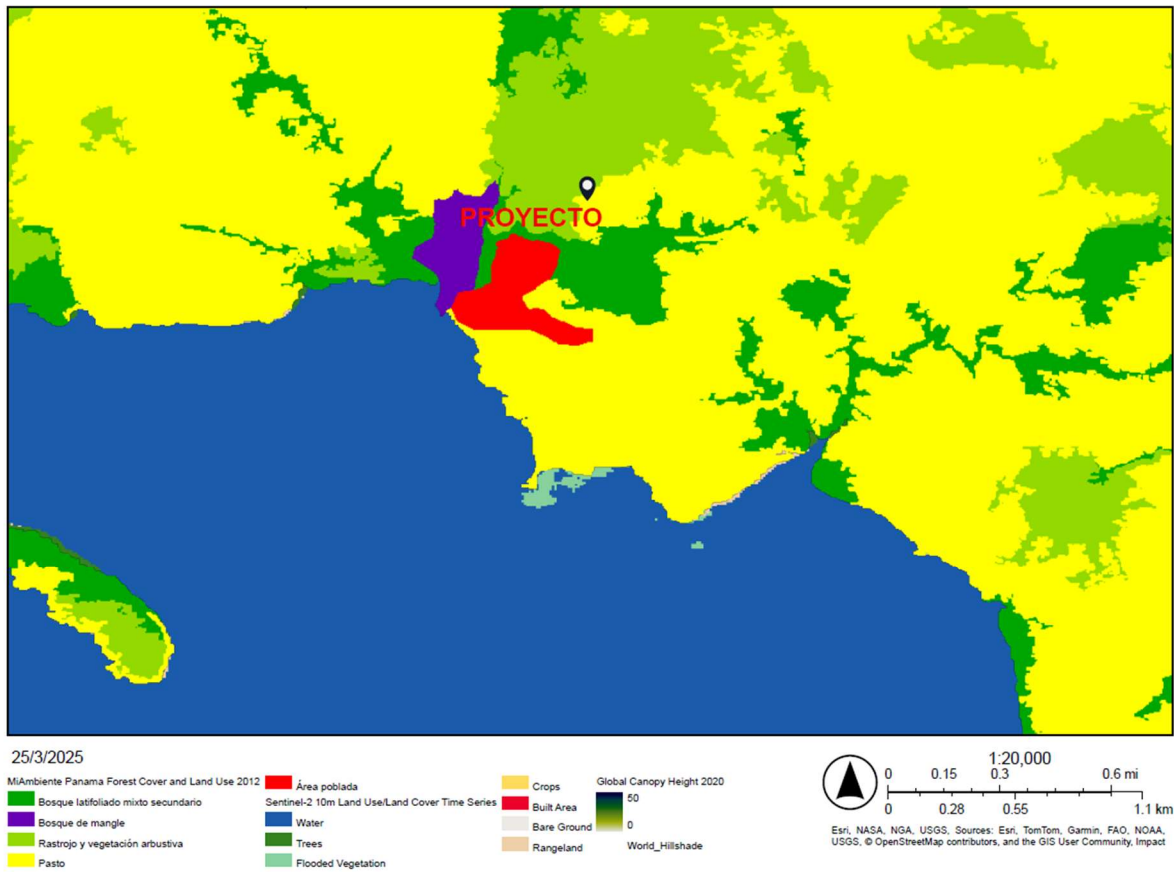 PROYECTO
25/3/2025
MiAmbiente Panama Forest Cover and Land Use 2012
Bosque latifoliado mixto secundario
Bosque de mangle
Rastrojo y vegetación arbustiva
Pasto
Área poblada
Sentinel-2 10m Land Use/Land Cover Time Series
Water
Trees
Flooded Vegetation
Crops
Built Area
Bare Ground
Rangeland
Global Canopy Height 2020
50
0
World_Hillshade
1:20,000
0 0.15 0.3 0.6 mi
0 0.28 0.55 1.1 km
Esri, NASA, NGA, USGS, Sources: Esri, TomTom, Garmin, FAO, NOAA,
USGS, © OpenStreetMap contributors, and the GIS User Community, Impact